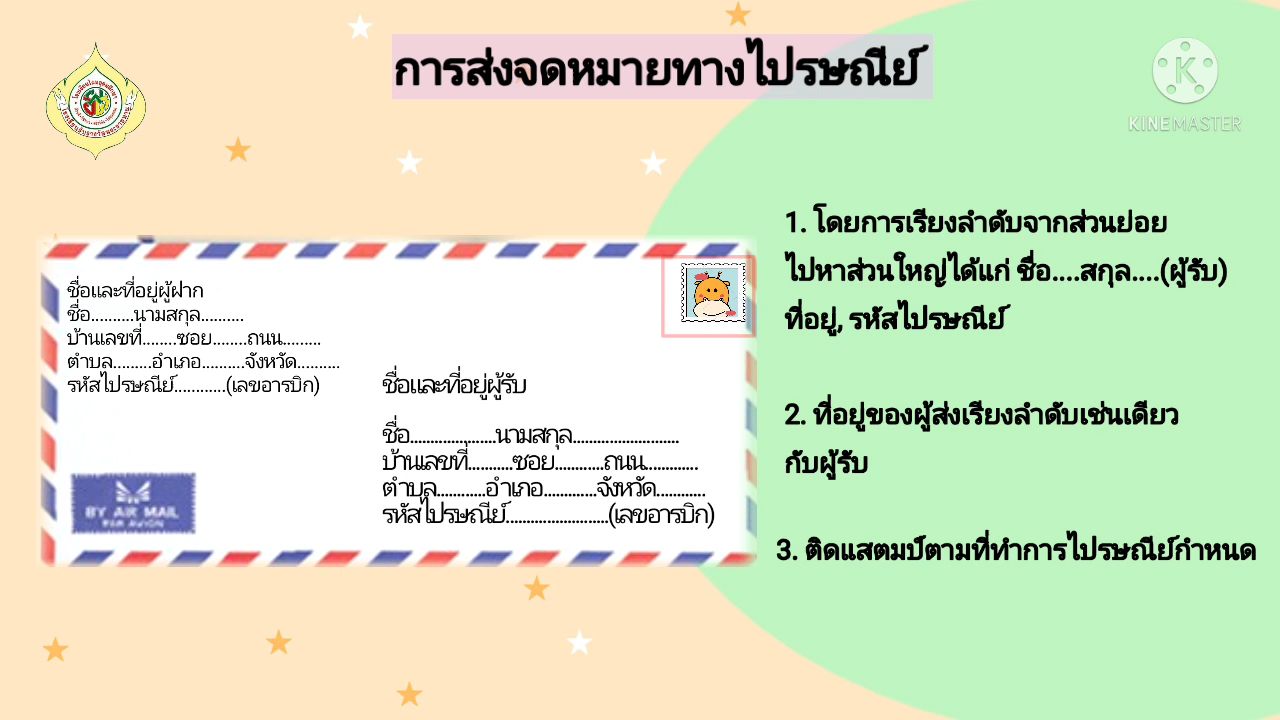 การส่งจดหมายทางไปรษณีย์
KINEMASTER
ชื่อและที่อยู่ผู้ฝาก
ชื่อ..........นามสกุล..........
บ้านเลขที่........ซอย........ถนน.........
ตำบล.........อำเภอ..........จังหวัด..........
รหัสไปรษณีย์............(เลขอารบิก)
ชื่อและที่อยู่ผู้รับ
ชื่อ.....................นามสกุล..........................
บ้านเลขที่...........ซอย............ถนน.............
ตำบล............อำเภอ.............จังหวัด............
รหัสไปรษณีย์.........................(เลขอารบิก)
BY AIR MAIL
PAR AVION
1. โดยการเรียงลำดับจากส่วนย่อย
ไปหาส่วนใหญ่ได้แก่ ชื่อ....สกุล....(ผู้รับ)
ที่อยู่, รหัสไปรษณีย์
2. ที่อยู่ของผู้ส่งเรียงลำดับเช่นเดียว
กับผู้รับ
3. ติดแสตมป์ตามที่ทำการไปรษณีย์กำหนด